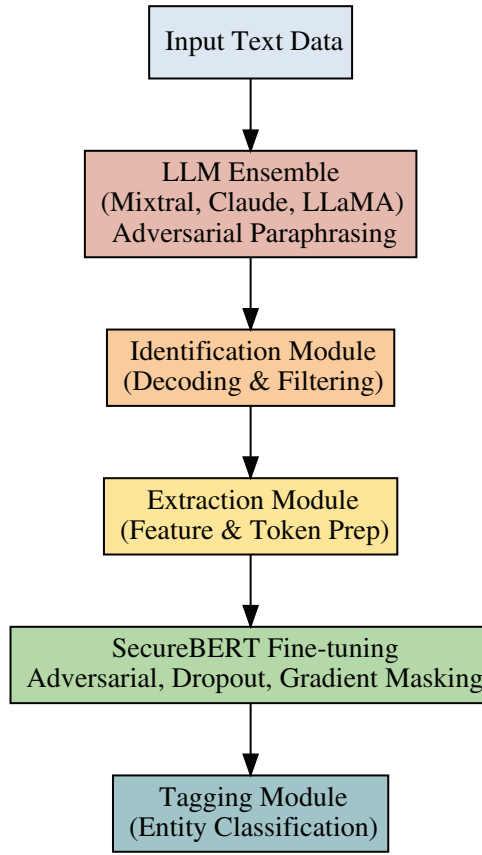 Input Text Data
LLM Ensemble
(Mixtral, Claude, LLaMA)
Adversarial Paraphrasing
Identification Module
(Decoding & Filtering)
Extraction Module
(Feature & Token Prep)
SecureBERT Fine-tuning
Adversarial, Dropout, Gradient Masking
Tagging Module
(Entity Classification)